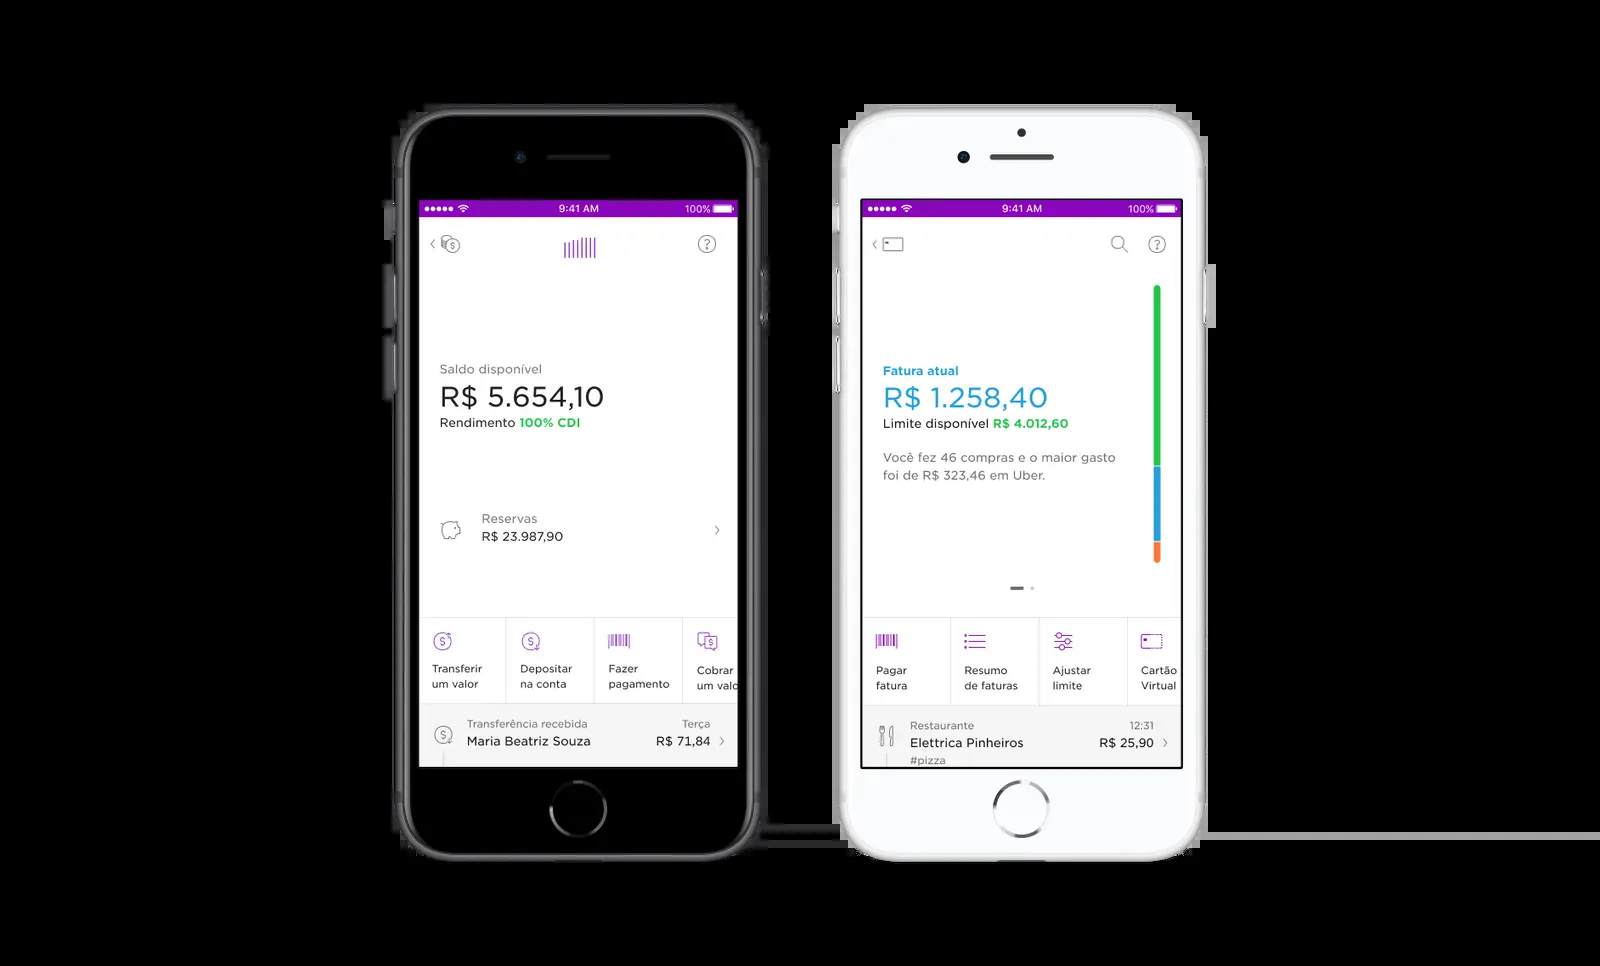 9:41 AM
100%
Saldo disponível
R$ 5.654,10
Rendimento 100% CDI
Reservas
R$ 23.987,90
Transferir
um valor
Depositar
na conta
Fazer
pagamento
Cobrar
um valo
Transferência recebida
Terça
Maria Beatriz Souza
R$ 71,84
9:41 AM
100%
Fatura atual
R$ 1.258,40
Limite disponível R$ 4.012,60
Você fez 46 compras e o maior gasto
foi de R$ 323,46 em Uber.
Pagar
fatura
Resumo
de faturas
Ajustar
limite
Cartão
Virtual
Restaurante
12:31
Elettrica Pinheiros
R$ 25,90
#pizza